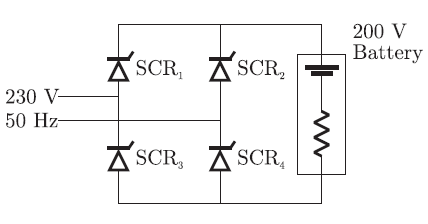 200 V
Battery
SCR₁
SCR₂
230 V
50 Hz
SCR₃
SCR₄